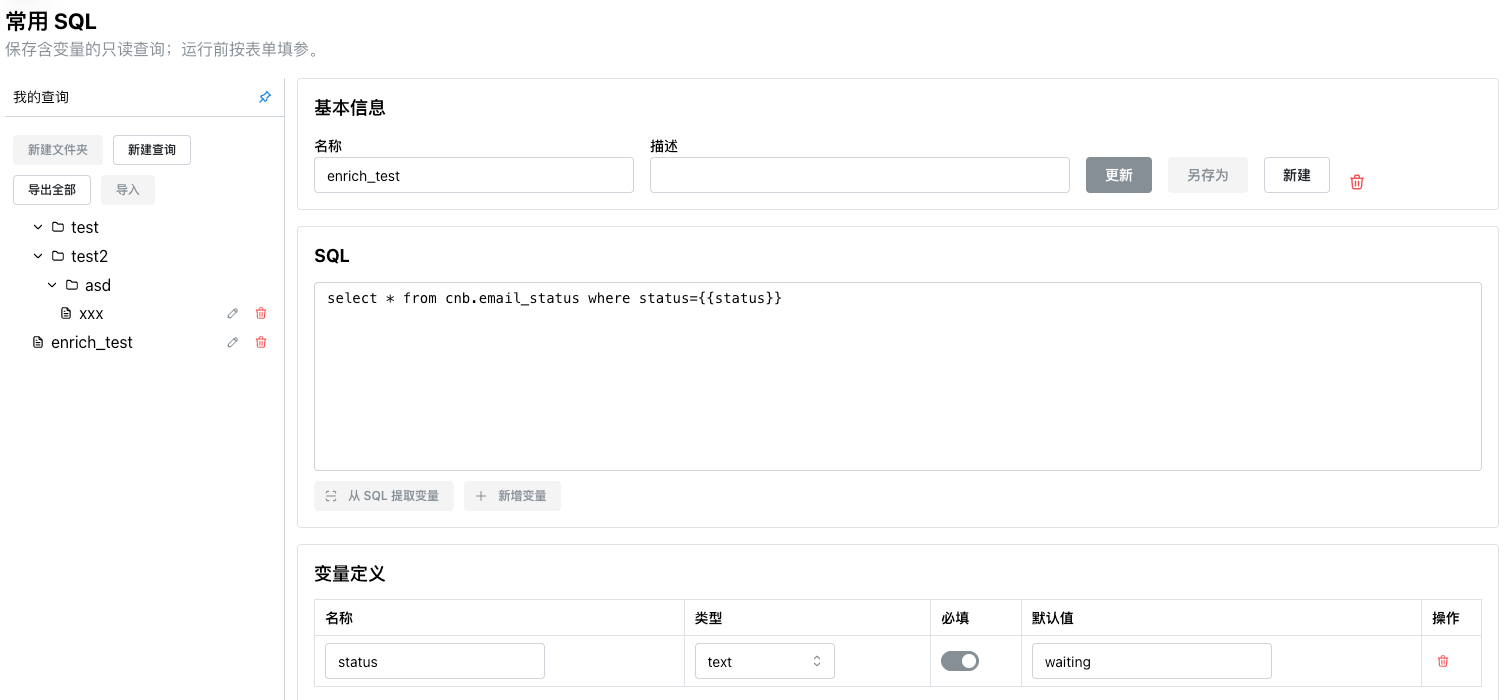 常用 SQL
保存含变量的只读查询；运行前按表单填参。
我的查询
新建文件夹 新建查询
导出全部 导入
test
test2
asd
xxx
enrich_test
基本信息
名称 描述
enrich_test 更新 另存为 新建
SQL
select * from cnb.email_status where status={{status}}
从 SQL 提取变量 新增变量
变量定义
名称 类型 必填 默认值 操作
status text waiting